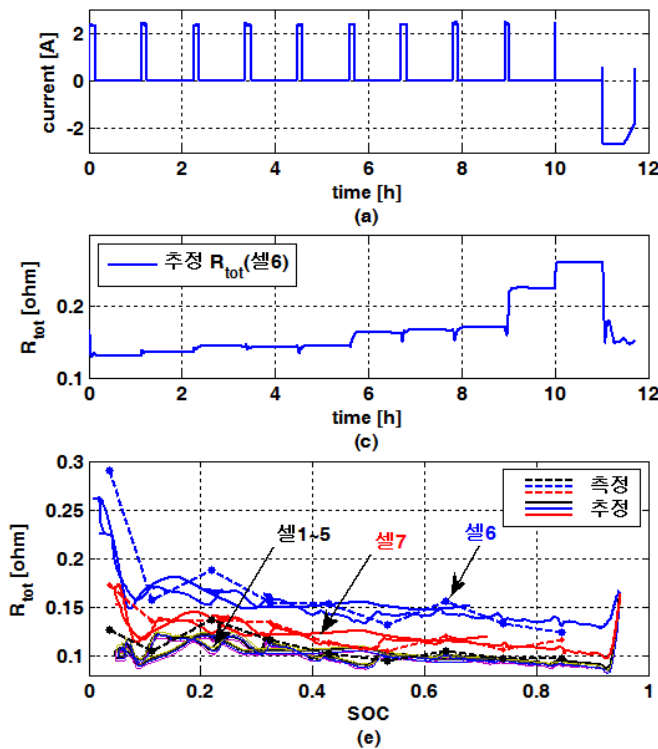 current [A]
2
0
-2
0 2 4 6 8 10 12
time [h]
(a)
R_tot [ohm]
추정 R_tot(셀6)
0.2
0.1
0 2 4 6 8 10 12
time [h]
(c)
R_tot [ohm]
0.3
0.25
0.2
0.15
0.1
측정
추정
셀1~5
셀7
셀6
0 0.2 0.4 0.6 0.8 1
SOC
(e)